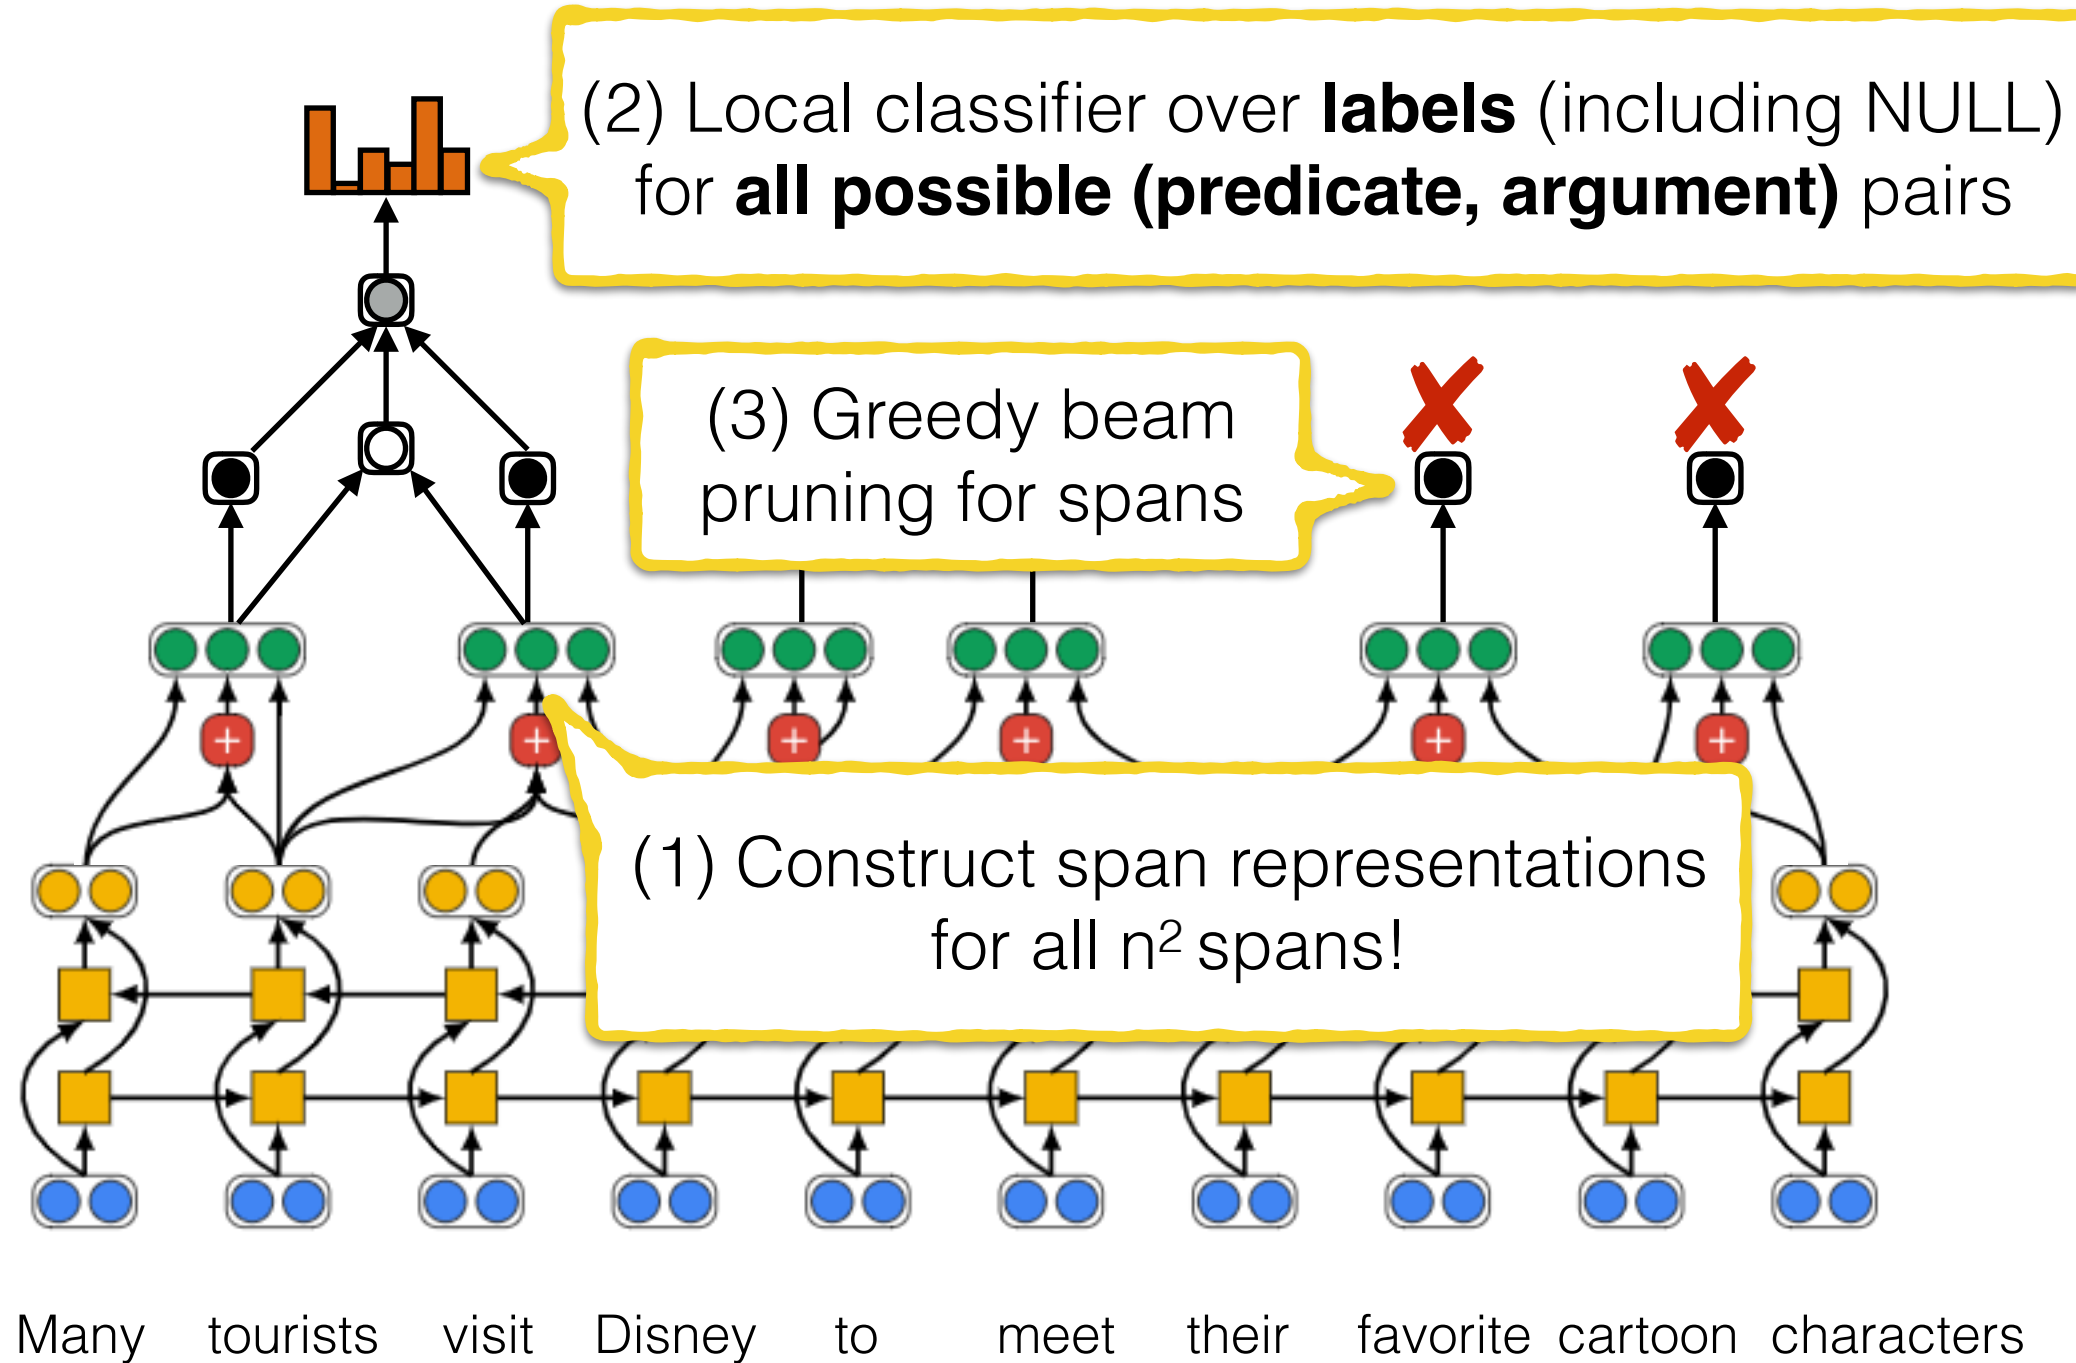 (2) Local classifier over labels (including NULL)
for all possible (predicate, argument) pairs
(3) Greedy beam
pruning for spans
(1) Construct span representations
for all n² spans!
Many tourists visit Disney to meet their favorite cartoon characters